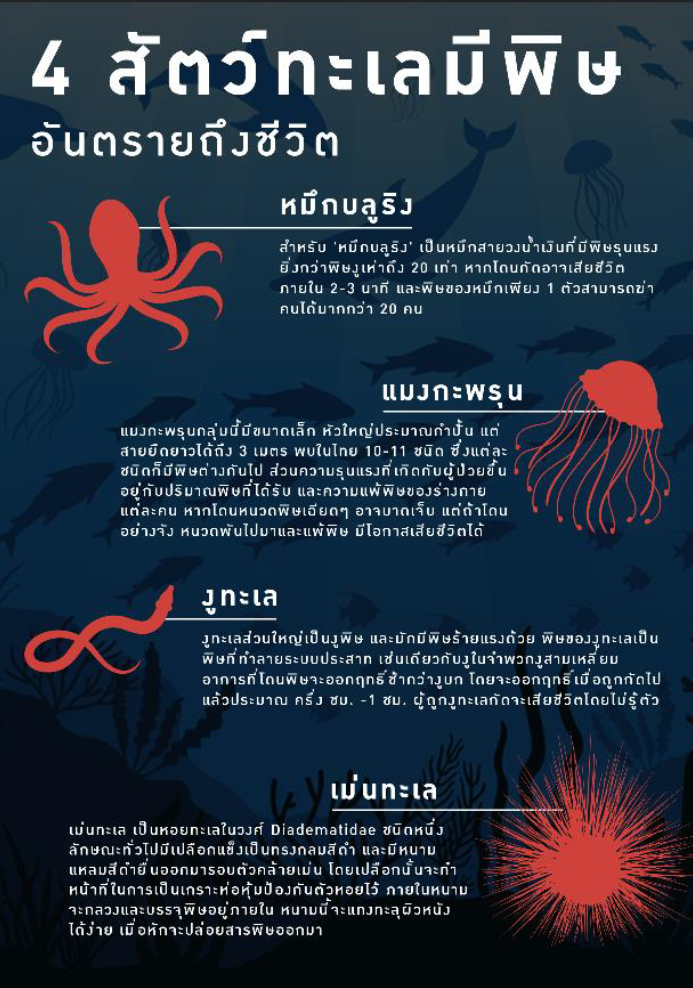 4 สัตว์ทะเลมีพิษ
อันตรายถึงชีวิต
หมึกบลูริง
สำหรับ 'หมึกบลูริง' เป็นหมึกสายวงน้ำเงินที่มีพิษรุนแรง
ยิ่งกว่าพิษงูเห่าถึง 20 เท่า หากโดนกัดอาจเสียชีวิต
ภายใน 2-3 นาที และพิษของหมึกเพียง 1 ตัวสามารถฆ่า
คนได้มากกว่า 20 คน
แมงกะพรุน
แมงกะพรุนกลุ่มนี้มีขนาดเล็ก หัวใหญ่ประมาณกำปั้น แต่
สายยืดยาวได้ถึง 3 เมตร พบในไทย 10-11 ชนิด ซึ่งแต่ละ
ชนิดก็มีพิษต่างกันไป ส่วนความรุนแรงที่เกิดกับผู้ป่วยขึ้น
อยู่กับปริมาณพิษที่ได้รับ และความแพ้พิษของร่างกาย
แต่ละคน หากโดนหนวดพิษเฉียดๆ อาจบาดเจ็บ แต่ถ้าโดน
อย่างจัง หนวดพันไปมาและแพ้พิษ มีโอกาสเสียชีวิตได้
งูทะเล
งูทะเลส่วนใหญ่เป็นงูพิษ และมักมีพิษร้ายแรงด้วย พิษของงูทะเลเป็น
พิษที่ทำลายระบบประสาท เช่นเดียวกับงูในจำพวกงูสามเหลี่ยม
อาการที่โดนพิษจะออกฤทธิ์ช้ากว่างูบก โดยจะออกฤทธิ์เมื่อถูกกัดไป
แล้วประมาณ ครึ่ง ชม. -1 ชม. ผู้ถูกงูทะเลกัดจะเสียชีวิตโดยไม่รู้ตัว
เม่นทะเล
เม่นทะเล เป็นหอยทะเลในวงศ์ Diadematidae ชนิดหนึ่ง
ลักษณะทั่วไปมีเปลือกแข็งเป็นทรงกลมสีดำ และมีหนาม
แหลมสีดำยื่นออกมารอบตัวคล้ายเม่น โดยเปลือกนั้นจะทำ
หน้าที่ในการเป็นเกราะห่อหุ้มป้องกันตัวหอยไว้ ภายในหนาม
จะกลวงและบรรจุพิษอยู่ภายใน หนามนี้จะแทงทะลุผิวหนัง
ได้ง่าย เมื่อหักจะปล่อยสารพิษออกมา